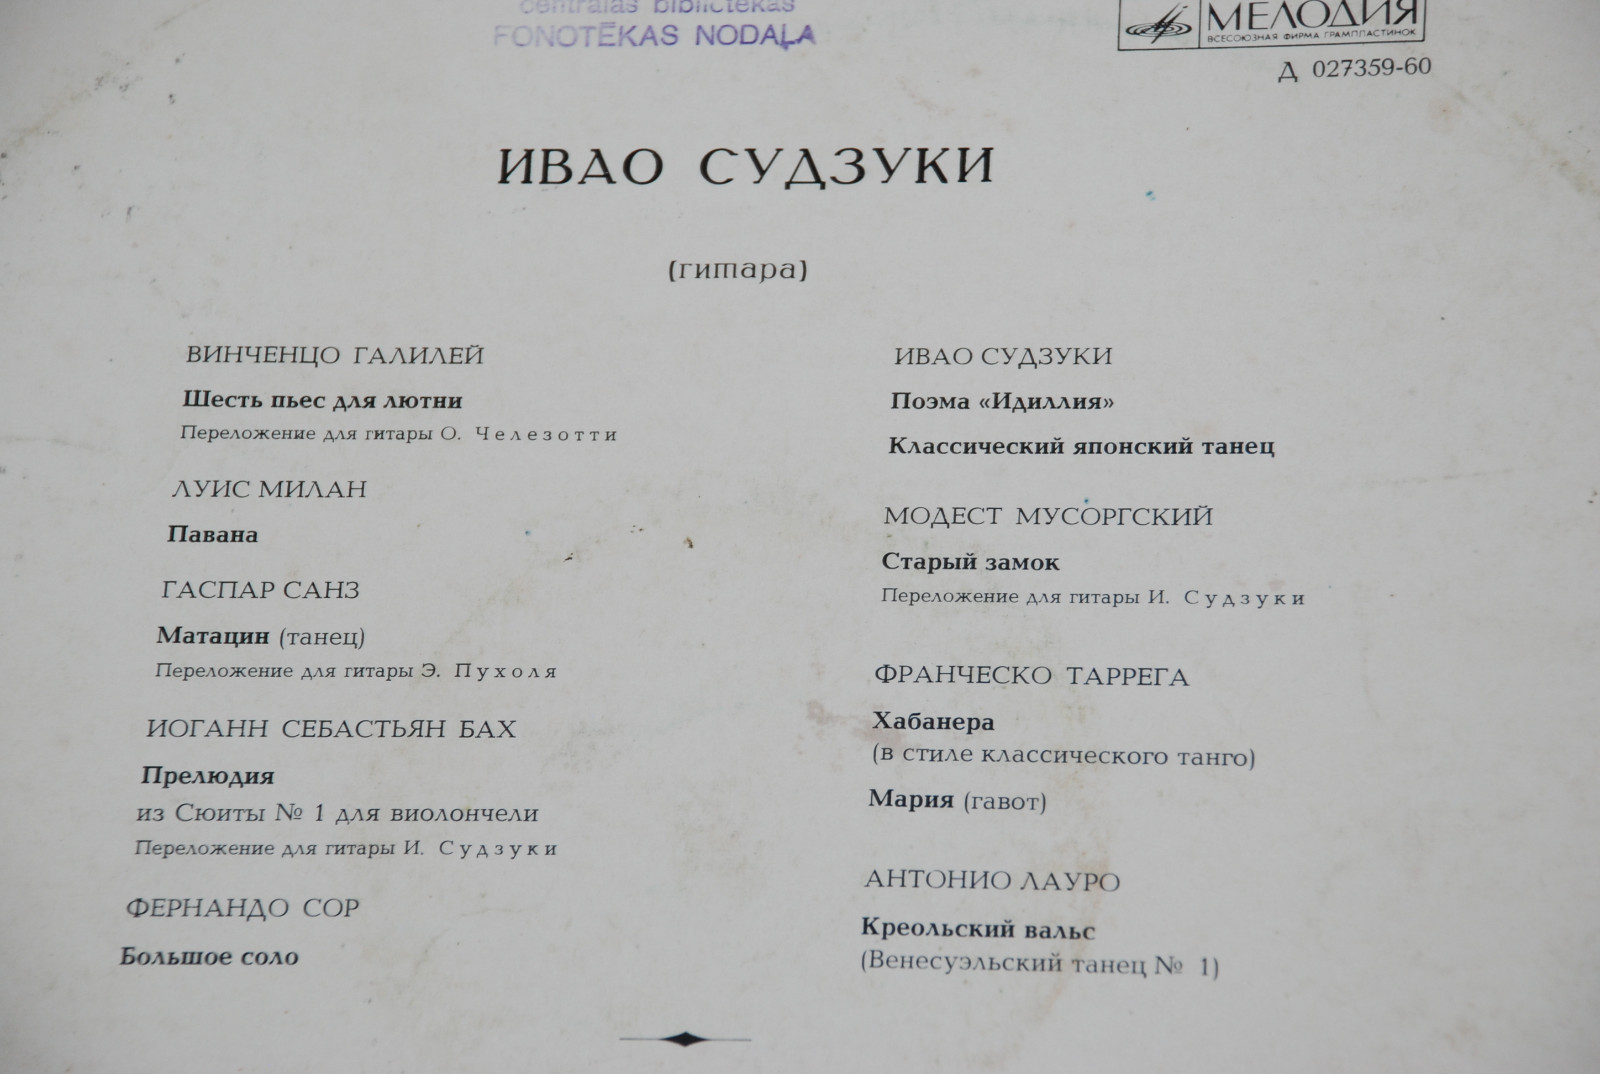 centrālās bibliotēkas
FONOTĒKAS NODAĻA
МЕЛОДИЯ
ВСЕСОЮЗНАЯ ФИРМА ГРАМПЛАСТИНОК
Д 027359-60
ИВАО СУДЗУКИ
(гитара)
ВИНЧЕНЦО ГАЛИЛЕЙ
Шесть пьес для лютни
Переложение для гитары О. Челезотти
ЛУИС МИЛАН
Павана
ГАСПАР САНЗ
Матацин (танец)
Переложение для гитары Э. Пухоля
ИОГАНН СЕБАСТЬЯН БАХ
Прелюдия
из Сюиты № 1 для виолончели
Переложение для гитары И. Судзуки
ФЕРНАНДО СОР
Большое соло
ИВАО СУДЗУКИ
Поэма «Идиллия»
Классический японский танец
МОДЕСТ МУСОРГСКИЙ
Старый замок
Переложение для гитары И. Судзуки
ФРАНЧЕСКО ТАРРЕГА
Хабанера
(в стиле классического танго)
Мария (гавот)
АНТОНИО ЛАУРО
Креольский вальс
(Венесуэльский танец № 1)